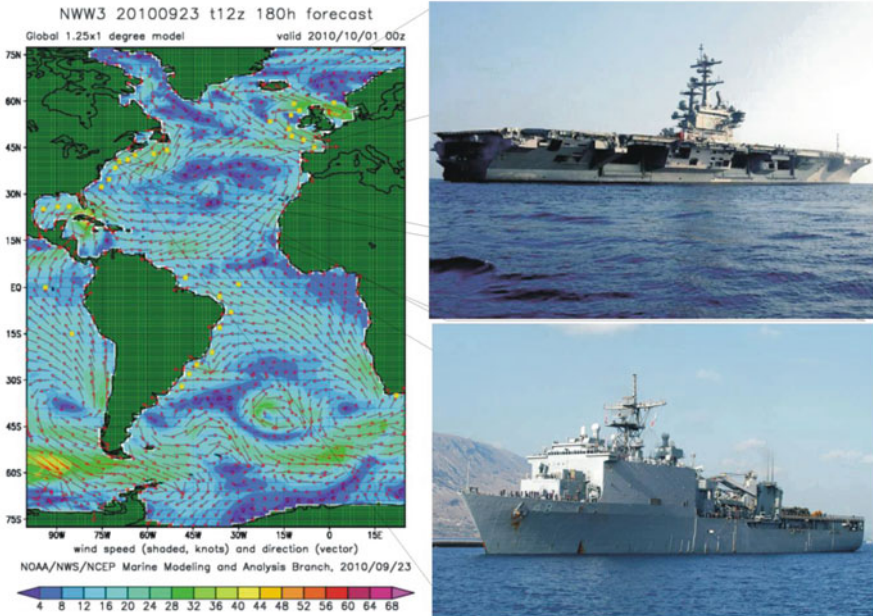 NWW3 20100923 t12z 180h forecast
Global 1.25x1 degree model valid 2010/10/01 00z
75N
60N
45N
30N
15N
EQ
15S
30S
45S
60S
75S
90W 75W 60W 45W 30W 15W 0 15E
wind speed (shaded, knots) and direction (vector)
NOAA/NWS/NCEP Marine Modeling and Analysis Branch, 2010/09/23
4 8 12 16 20 24 28 32 36 40 44 48 52 56 60 64 68